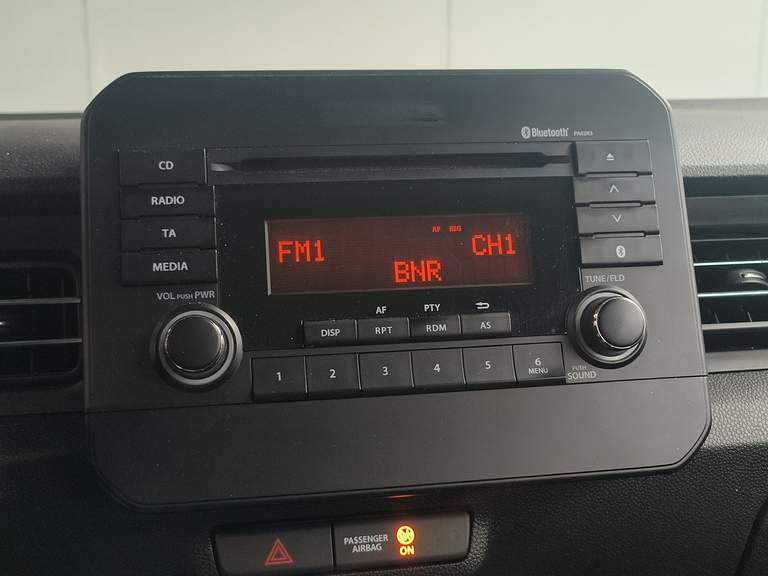 Bluetooth PA60R3
CD
RADIO
TA
MEDIA
AF REG
FM1 CH1
BNR
VOL PUSH PWR
TUNE/FLD
AF PTY
DISP RPT RDM AS
1 2 3 4 5 6
MENU
PUSH
SOUND
PASSENGER
AIRBAG
ON